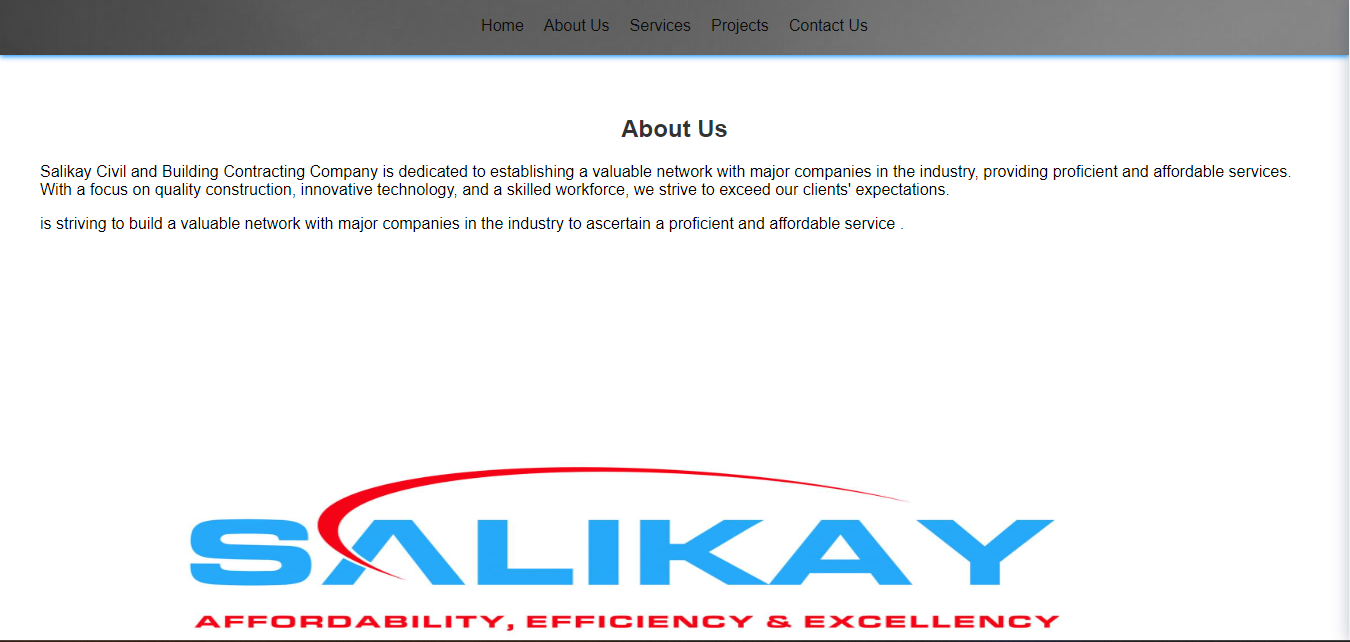 Home About Us Services Projects Contact Us
About Us
Salikay Civil and Building Contracting Company is dedicated to establishing a valuable network with major companies in the industry, providing proficient and affordable services.
With a focus on quality construction, innovative technology, and a skilled workforce, we strive to exceed our clients' expectations.
is striving to build a valuable network with major companies in the industry to ascertain a proficient and affordable service .
SALIKAY
AFFORDABILITY, EFFICIENCY & EXCELLENCY